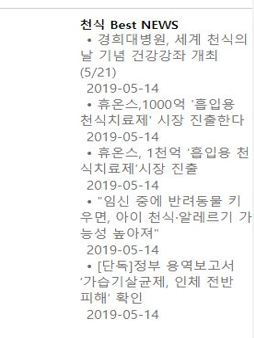 천식 Best NEWS
• 경희대병원, 세계 천식의
날 기념 건강강좌 개최
(5/21)
2019-05-14
• 휴온스,1000억 '흡입용
천식치료제' 시장 진출한다
2019-05-14
• 휴온스, 1천억 '흡입용 천
식치료제'시장 진출
2019-05-14
• "임신 중에 반려동물 키
우면, 아이 천식·알레르기 가
능성 높아져"
2019-05-14
• [단독]정부 용역보고서
'가습기살균제, 인체 전반
피해' 확인
2019-05-14